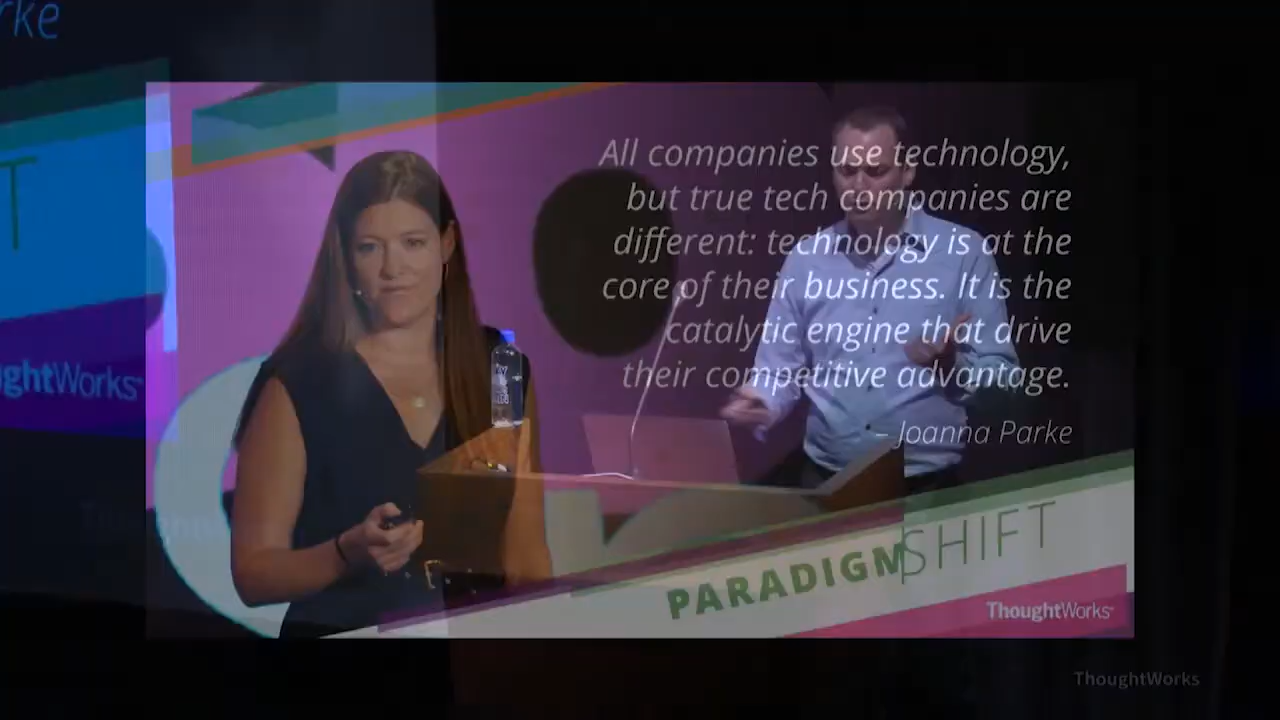 rke
T
All companies use technology,
but true tech companies are
different: technology is at the
core of their business. It is the
catalytic engine that drive
their competitive advantage.
– Joanna Parke
PARADIGM SHIFT
ughtWorks
ThoughtWorks
ThoughtWorks